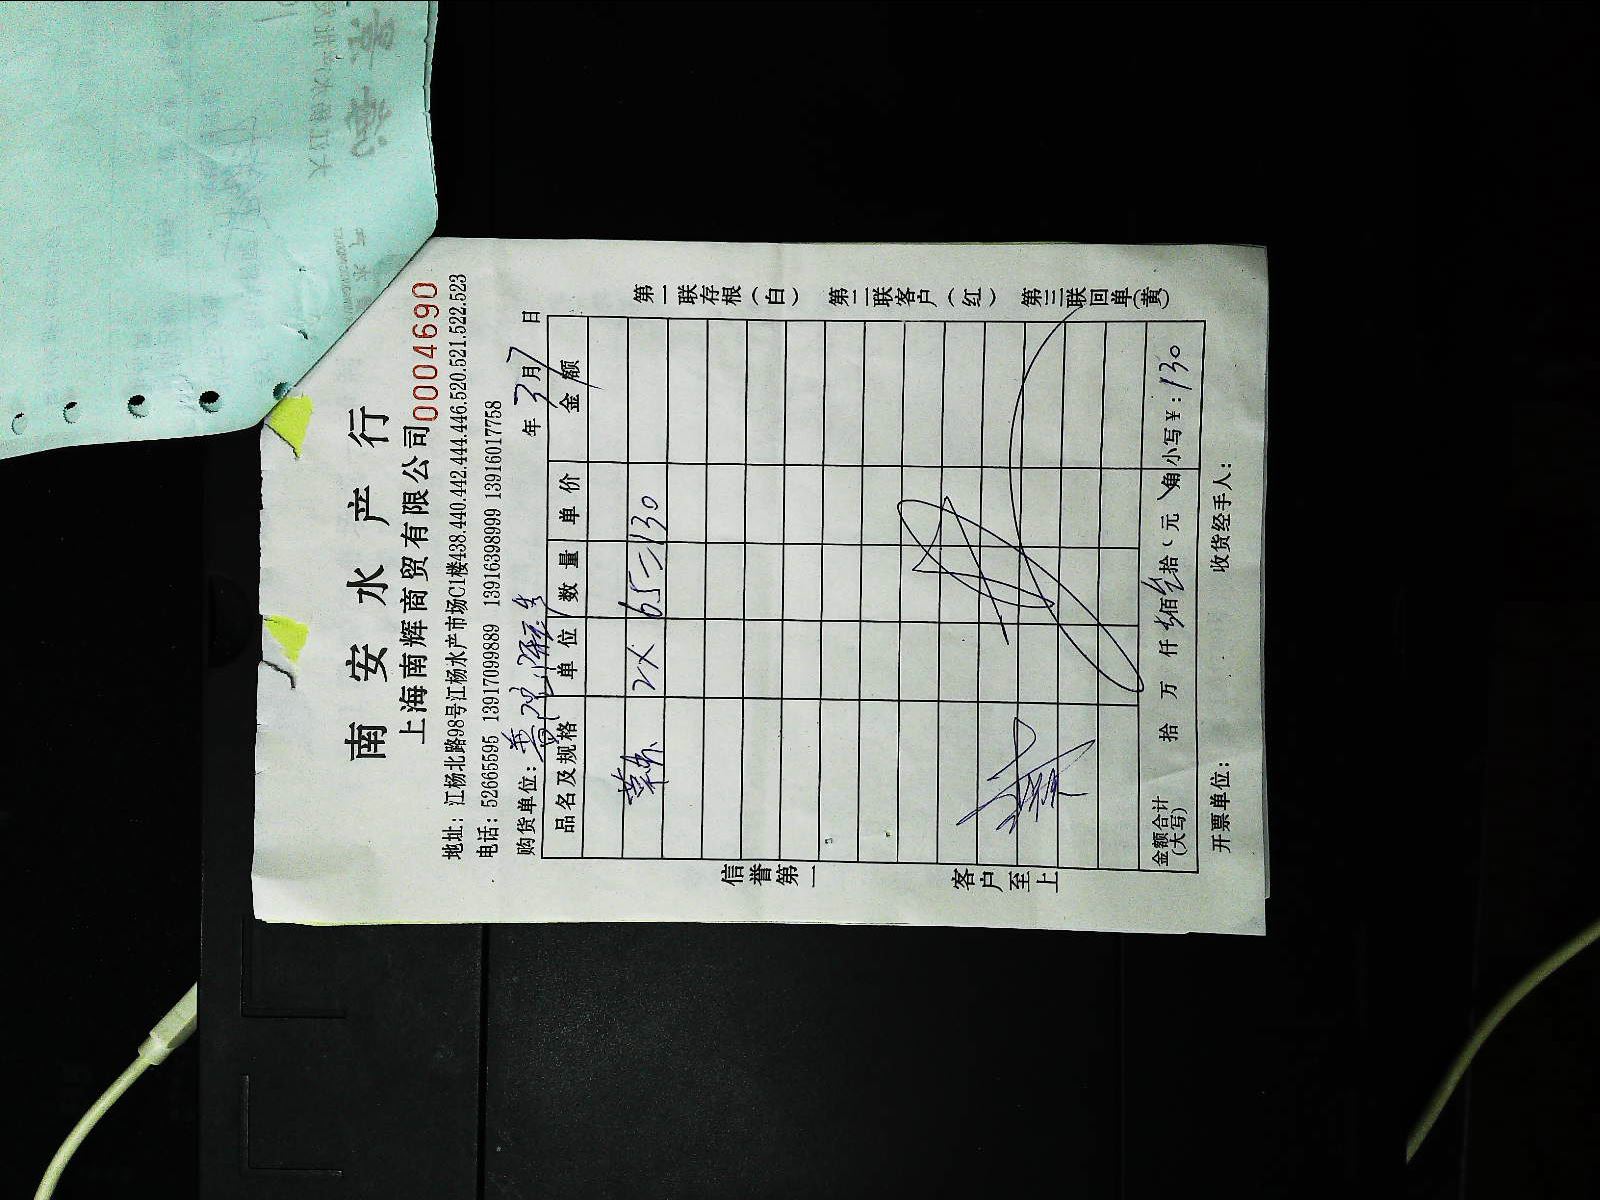 南安水产行
上海南辉商贸有限公司 0004690
地址：江杨北路98号江杨水产市场C1楼438.440.442.444.446.520.521.522.523
电话：52665595 13917099889 13916398999 13916017758
购货单位： 年 3月7日
品名及规格 单位 数量 单价 金额
2X 65=130
金额合计(大写) 拾 万 仟 佰 拾 元 角 小写￥：130
开票单位： 收货经手人：
信誉第一 客户至上
第一联存根(白) 第二联客户(红) 第三联回单(黄)